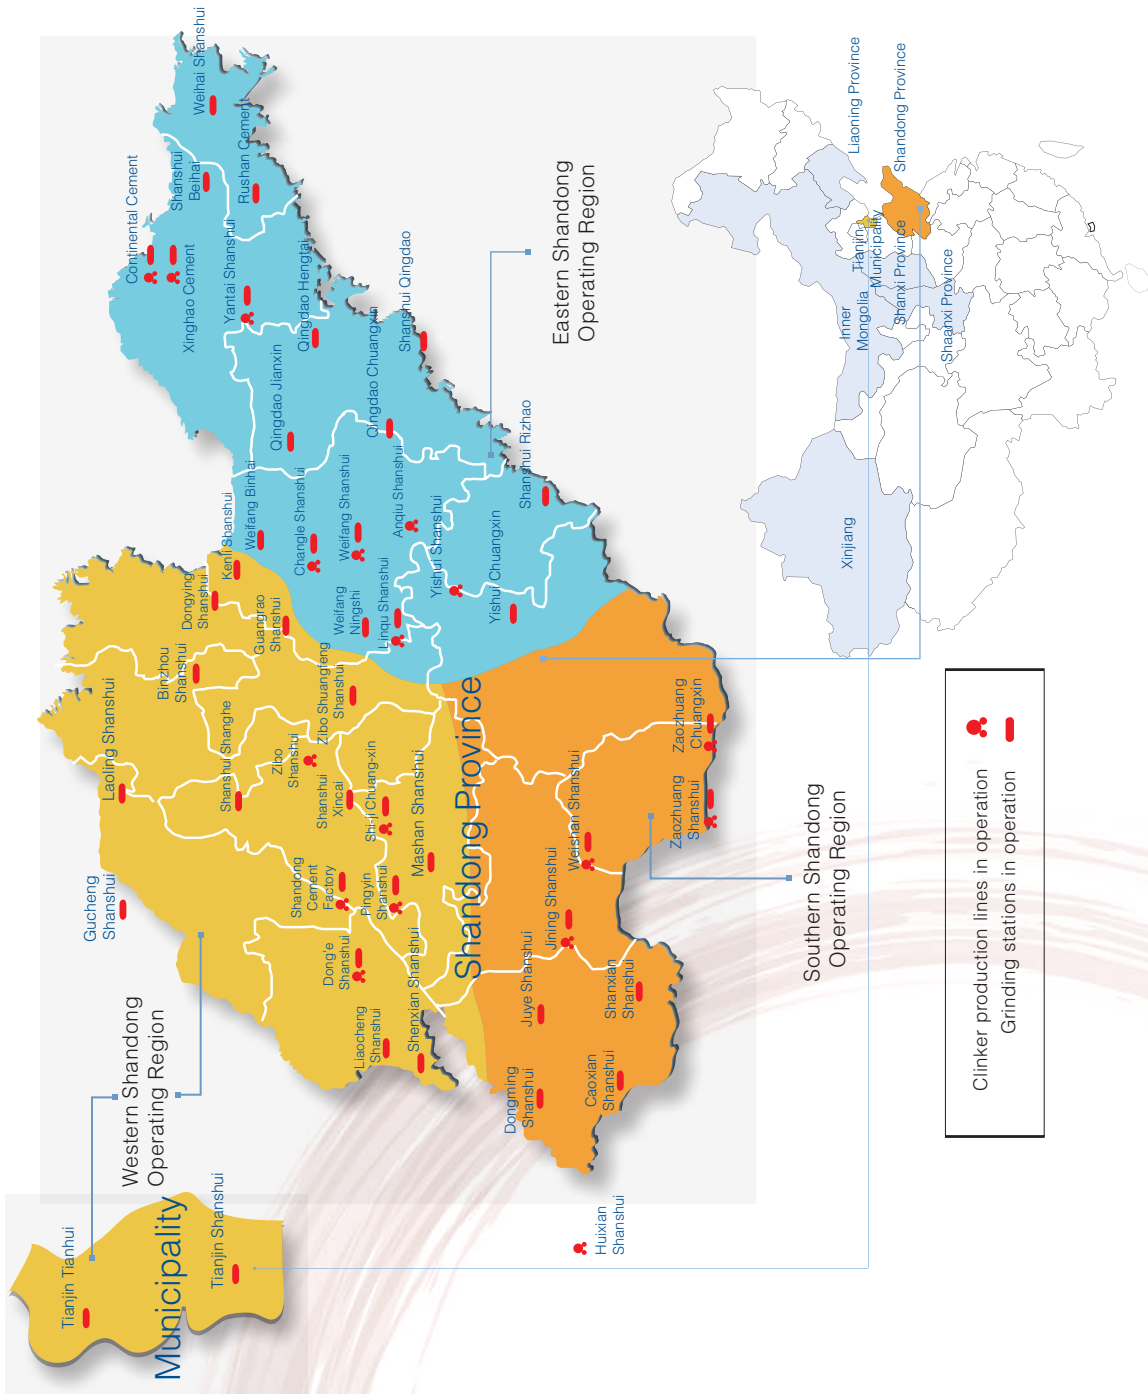 Weihai Shanshui
Continental Cement
Shanshui
Beihai
Rushan Cement
Xinghao Cement
Yantai Shanshui
Qingdao Hengtai
Qingdao Jianxin
Qingdao Chuangxin
Shanshui Qingdao
Eastern Shandong
Operating Region
Kenli Shanshui
Weifang Binhai
Changle Shanshui
Weifang Shanshui
Anqiu Shanshui
Shanshui Rizhao
Yishui Shanshui
Yishui Chuangxin
Weifang
Ningshi
Linqu Shanshui
Dongying
Shanshui
Guangrao
Shanshui
Binzhou
Shanshui
Zibo Shuangfeng
Shanshui
Laoling Shanshui
Shanshui Shanghe
Zibo
Shanshui
Shanshui
Xincai
Shi-ji Chuang-xin
Mashan Shanshui
Gucheng
Shanshui
Shandong
Cement
Factory
Pingyin
Shanshui
Dong'e
Shanshui
Liaocheng
Shanshui
Shenxian Shanshui
Shandong Province
Zaozhuang
Chuangxin
Zaozhuang
Shanshui
Weishan Shanshui
Jining Shanshui
Juye Shanshui
Shanxian
Shanshui
Dongming
Shanshui
Caoxian
Shanshui
Southern Shandong
Operating Region
Western Shandong
Operating Region
Huixian
Shanshui
Tianjin Tianhui
Municipality
Tianjin Shanshui
Liaoning Province
Shandong Province
Tianjin
Municipality
Shanxi Province
Inner
Mongolia
Shaanxi Province
Xinjiang
Clinker production lines in operation
Grinding stations in operation